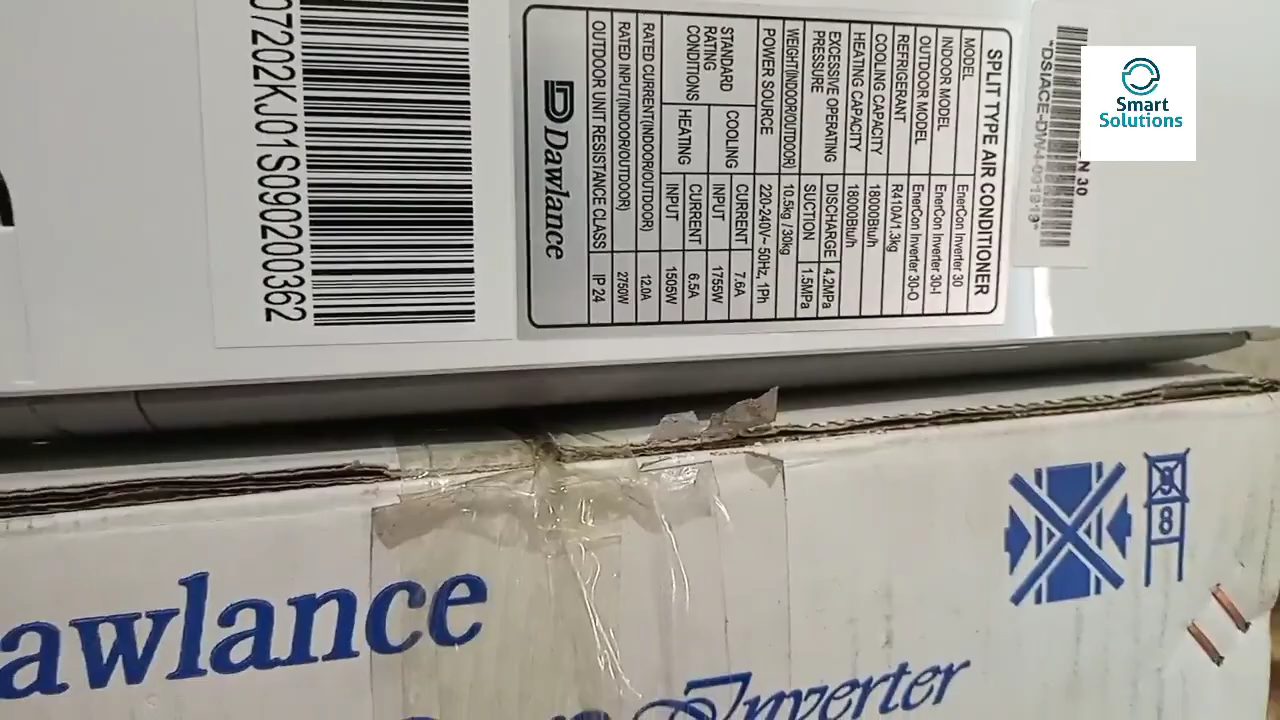 SPLIT TYPE AIR CONDITIONER
MODEL EnerCon Inverter 30
INDOOR MODEL EnerCon Inverter 30-I
OUTDOOR MODEL EnerCon Inverter 30-O
REFRIGERANT R410A/1.3kg
COOLING CAPACITY 18000Btu/h
HEATING CAPACITY 18000Btu/h
EXCESSIVE OPERATING PRESSURE DISCHARGE 4.2MPa
SUCTION 1.5MPa
WEIGHT(INDOOR/OUTDOOR) 10.5kg / 30kg
POWER SOURCE 220-240V~ 50Hz, 1Ph
STANDARD RATING CONDITIONS COOLING CURRENT 7.6A
INPUT 1755W
HEATING CURRENT 6.5A
INPUT 1505W
RATED CURRENT(INDOOR/OUTDOOR) 12.0A
RATED INPUT(INDOOR/OUTDOOR) 2750W
OUTDOOR UNIT RESISTANCE CLASS IP 24
Dawlance
07202KJ01S090200362
N 30
Smart
Solutions
awlance
Inverter
8